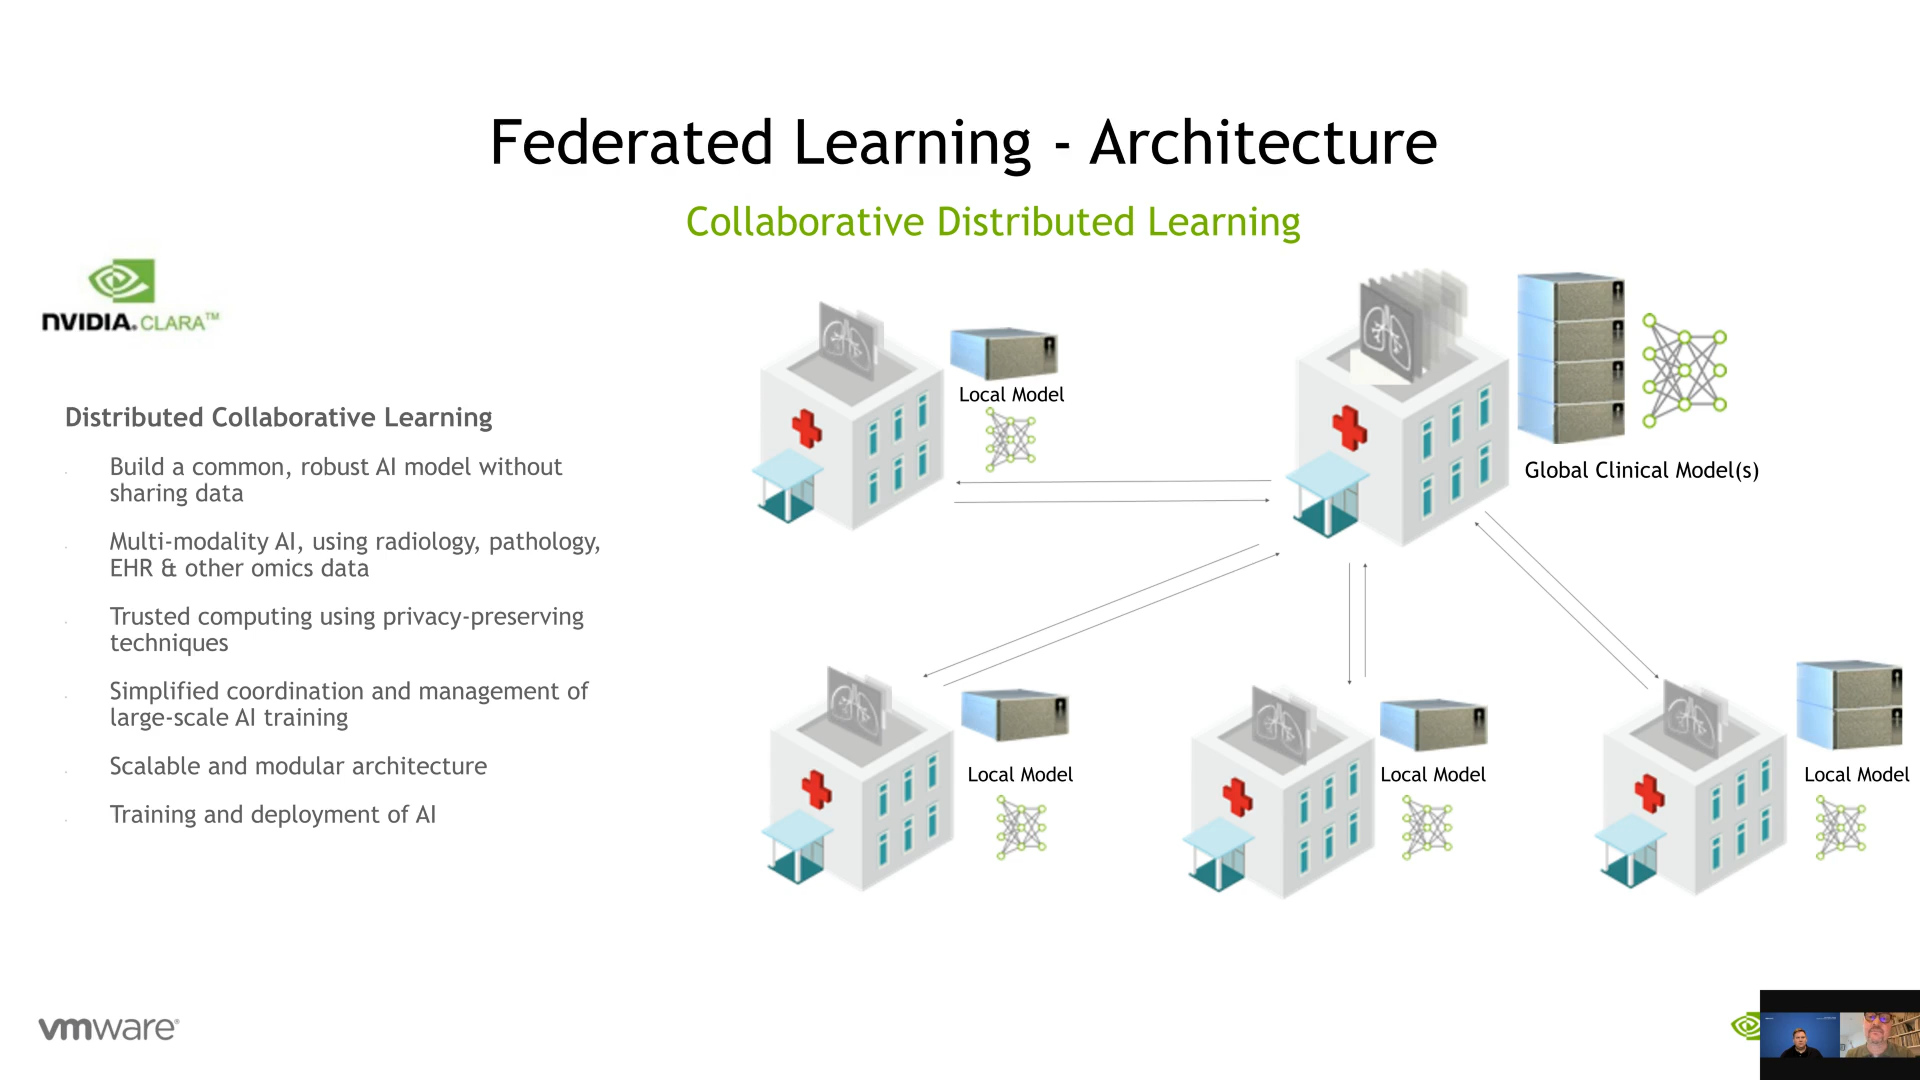 Federated Learning - Architecture
Collaborative Distributed Learning
NVIDIA. CLARA™
Distributed Collaborative Learning
Build a common, robust AI model without
sharing data
Multi-modality AI, using radiology, pathology,
EHR & other omics data
Trusted computing using privacy-preserving
techniques
Simplified coordination and management of
large-scale AI training
Scalable and modular architecture
Training and deployment of AI
Local Model
Global Clinical Model(s)
Local Model
Local Model
Local Model
vmware®